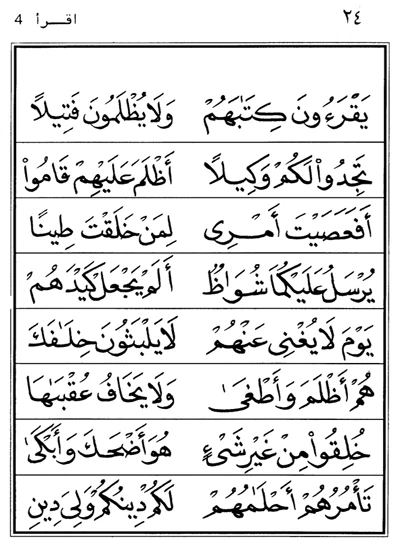 ٢٤ اقــرأ 4
يَقْرَءُونَ كِتَٰبَهُمْ وَلَا يُظْلَمُونَ فَتِيلًا
تَجِدُوا۟ لَكُمْ وَكِيلًا أَظْلَمَ عَلَيْهِمْ قَامُوا۟
أَفَعَصَيْتَ أَمْرِى لِمَنْ خَلَقْتَ طِينًا
يُرْسَلُ عَلَيْكُمَا شُوَاظٌ أَلَمْ يَجْعَلْ كَيْدَهُمْ
يَوْمَ لَا يُغْنِى عَنْهُمْ لَا يَلْبَثُونَ خِلَٰفَكَ
هُمْ أَظْلَمَ وَأَطْغَىٰ وَلَا يَخَافُ عُقْبَٰهَا
خُلِقُوا۟ مِنْ غَيْرِ شَىْءٍ هُوَ أَضْحَكَ وَأَبْكَىٰ
تَأْمُرُهُمْ أَحْلَٰمُهُمْ لَكُمْ دِينُكُمْ وَلِىَ دِينِ